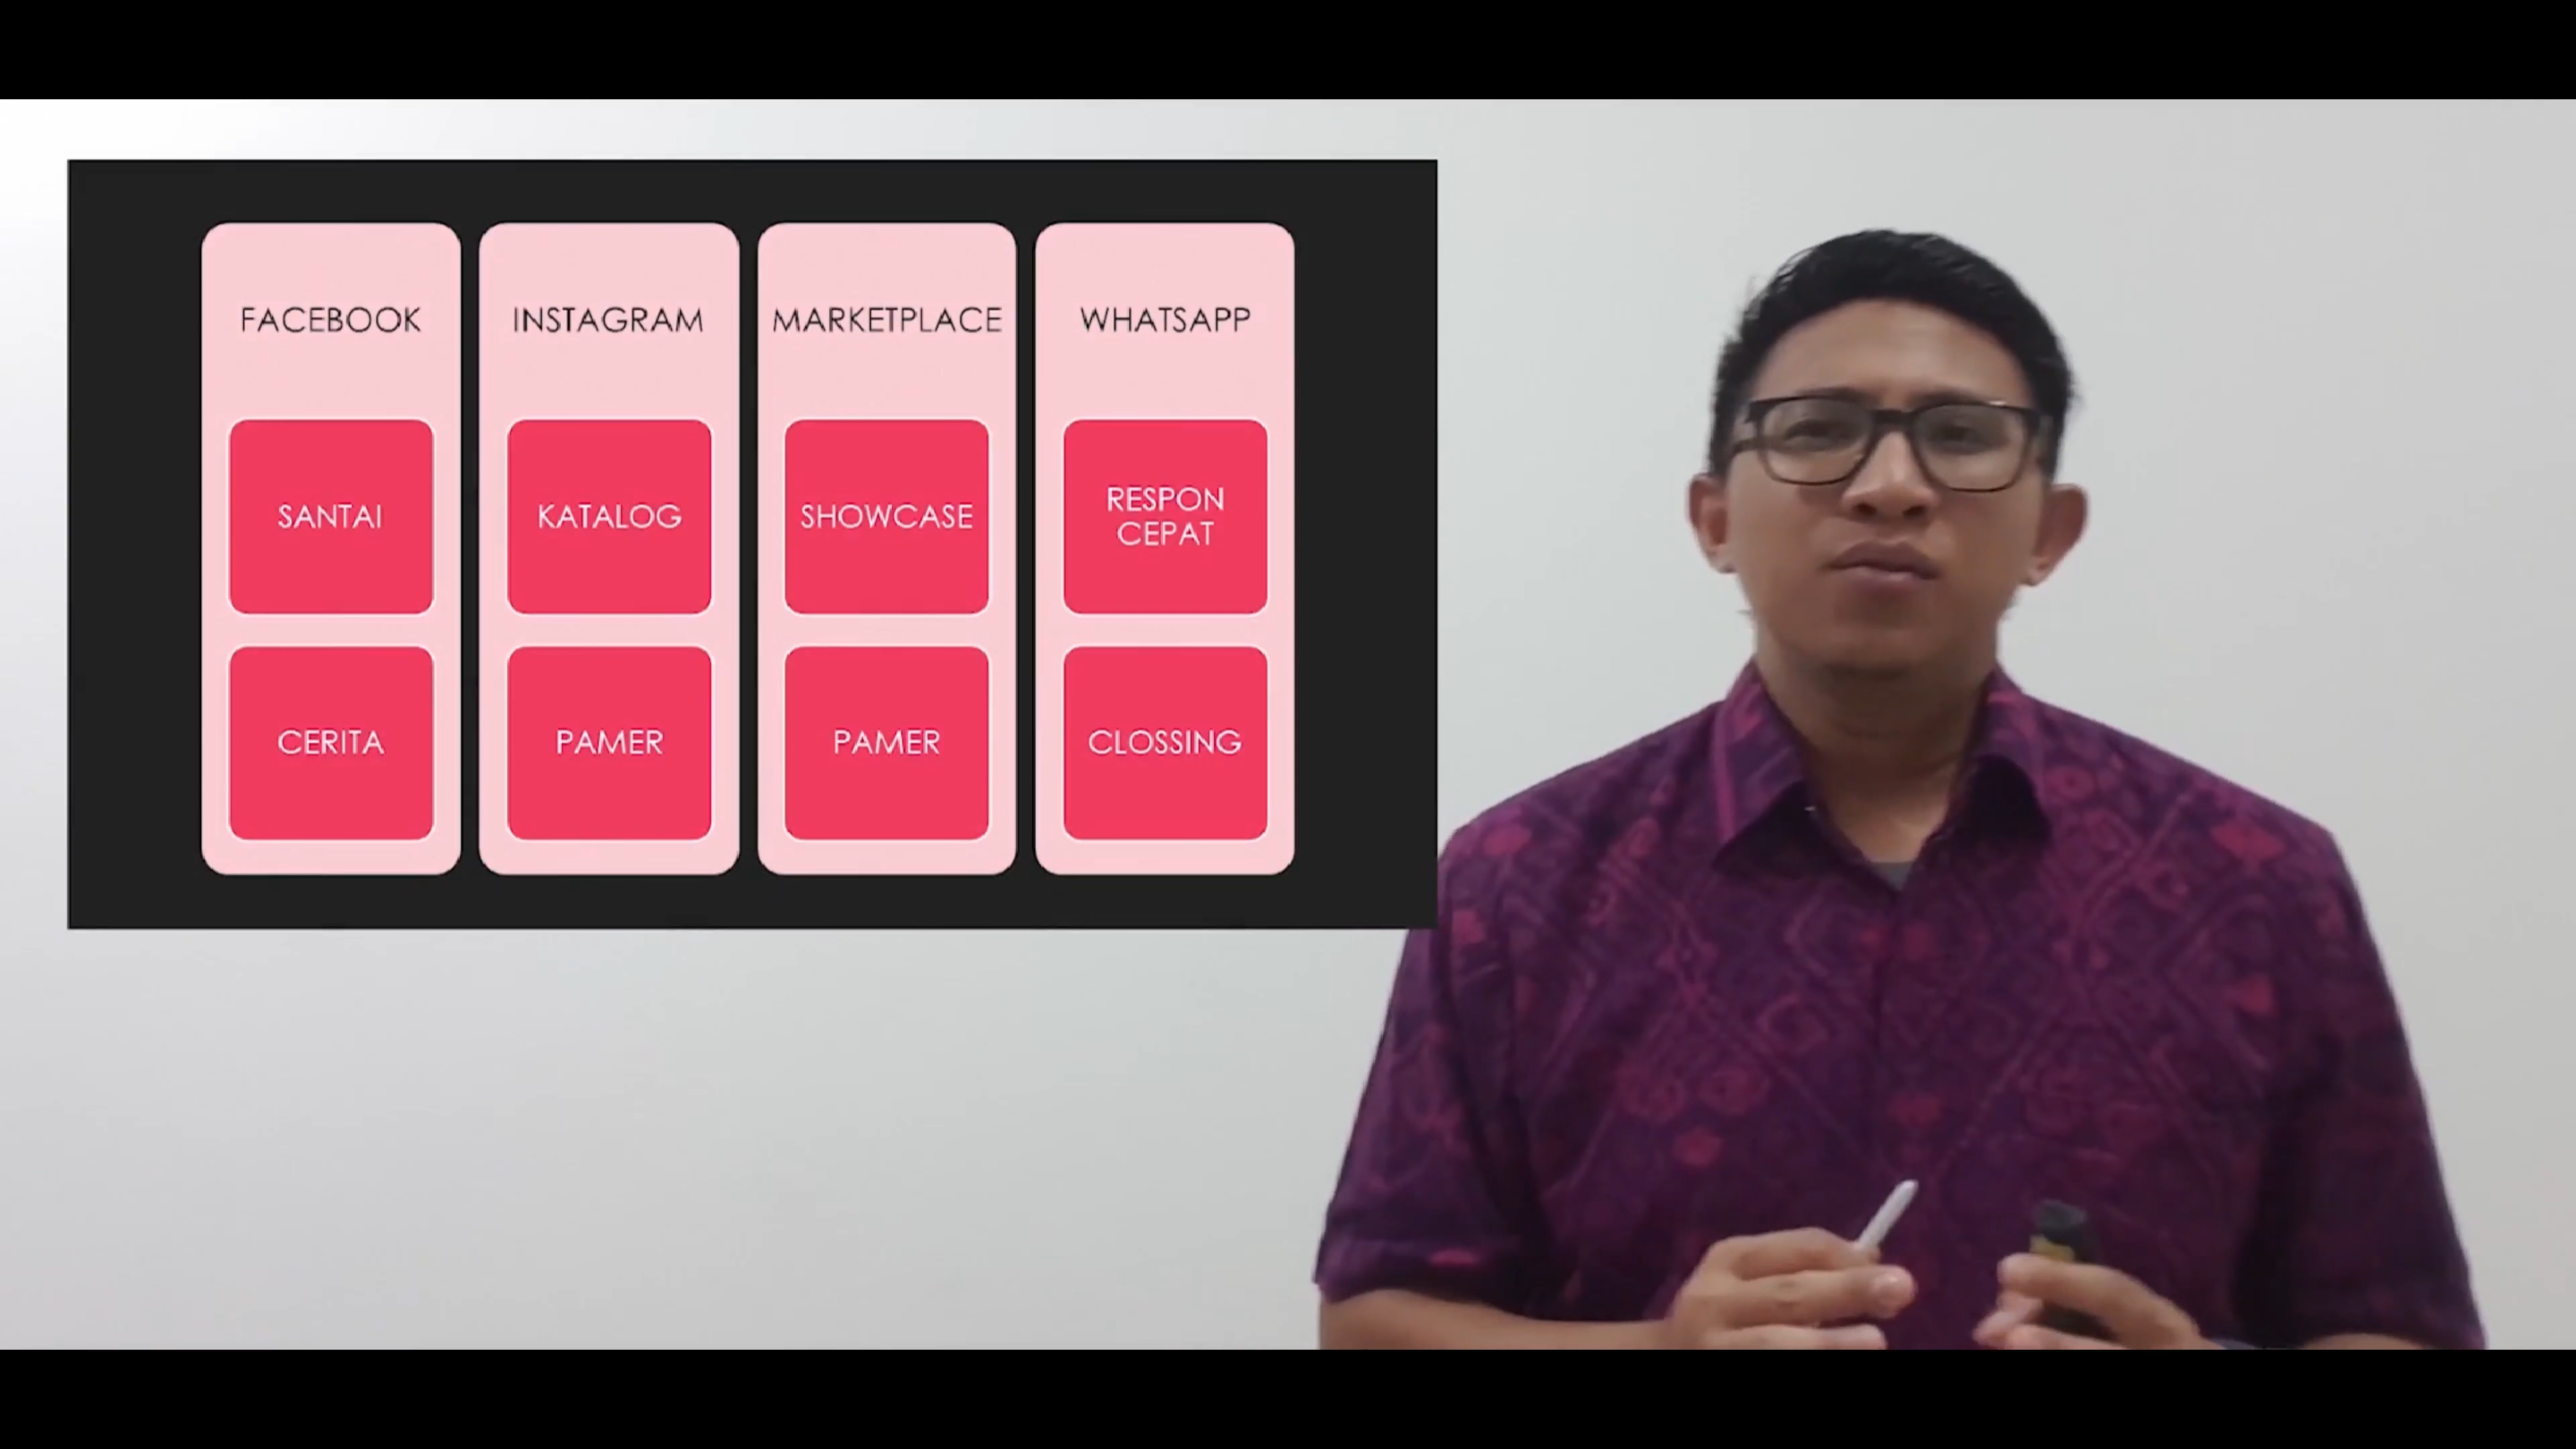 FACEBOOK
SANTAI
CERITA
INSTAGRAM
KATALOG
PAMER
MARKETPLACE
SHOWCASE
PAMER
WHATSAPP
RESPON
CEPAT
CLOSSING